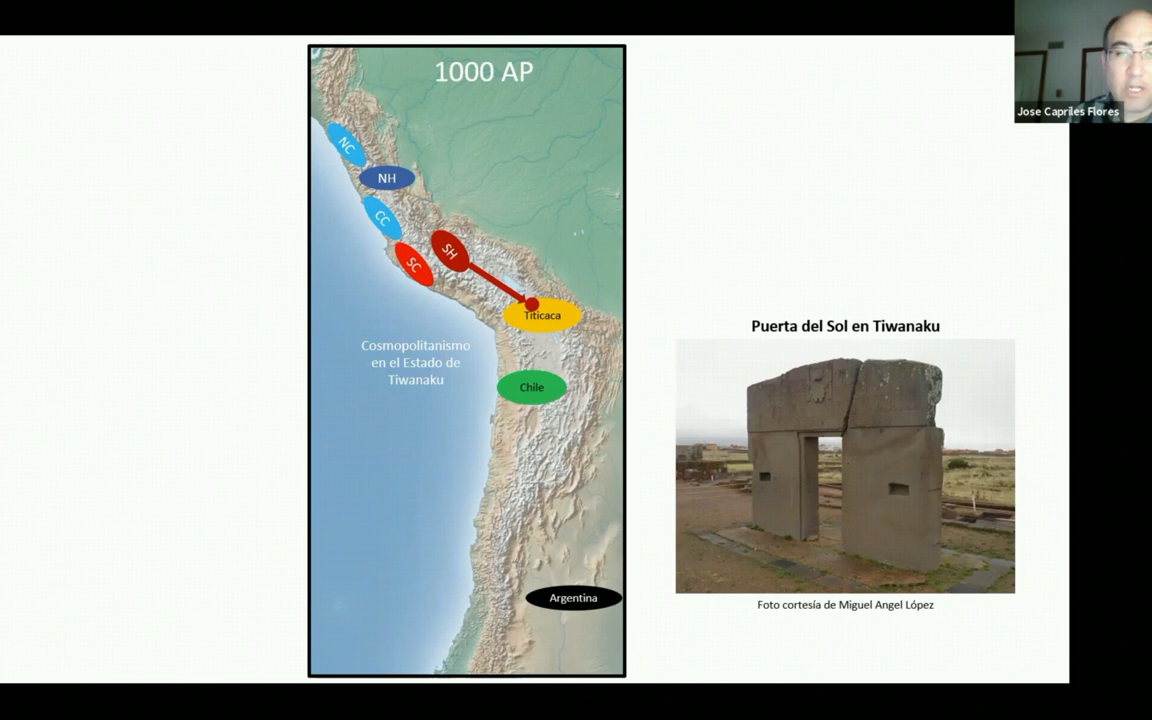 Jose Capriles Flores
1000 AP
NC
NH
CC
SH
SC
Titicaca
Cosmopolitanismo
en el Estado de
Tiwanaku
Chile
Argentina
Puerta del Sol en Tiwanaku
Foto cortesía de Miguel Angel López